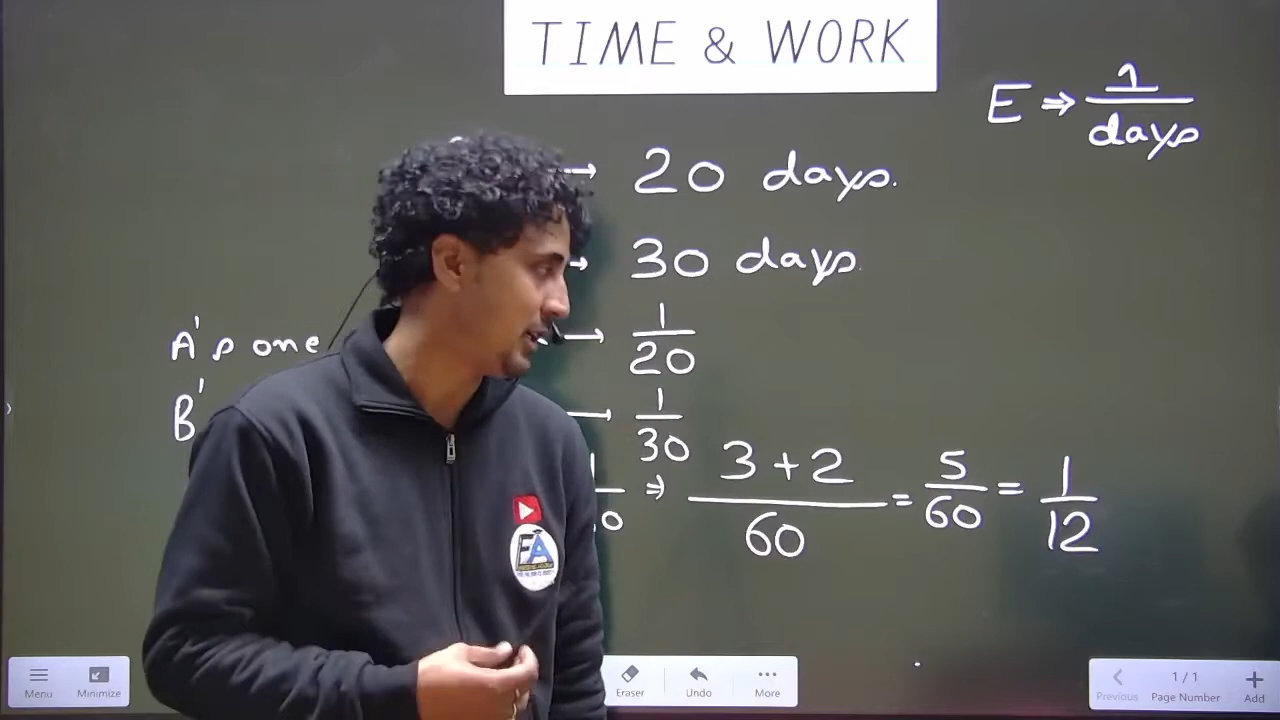 TIME & WORK
E ⇒ 1/days
→ 20 days.
→ 30 days.
A's one → 1/20
B' → 1/30
⇒ 3+2/60 = 5/60 = 1/12
EA
Menu Minimize Eraser Undo More Previous 1 / 1 Page Number Add